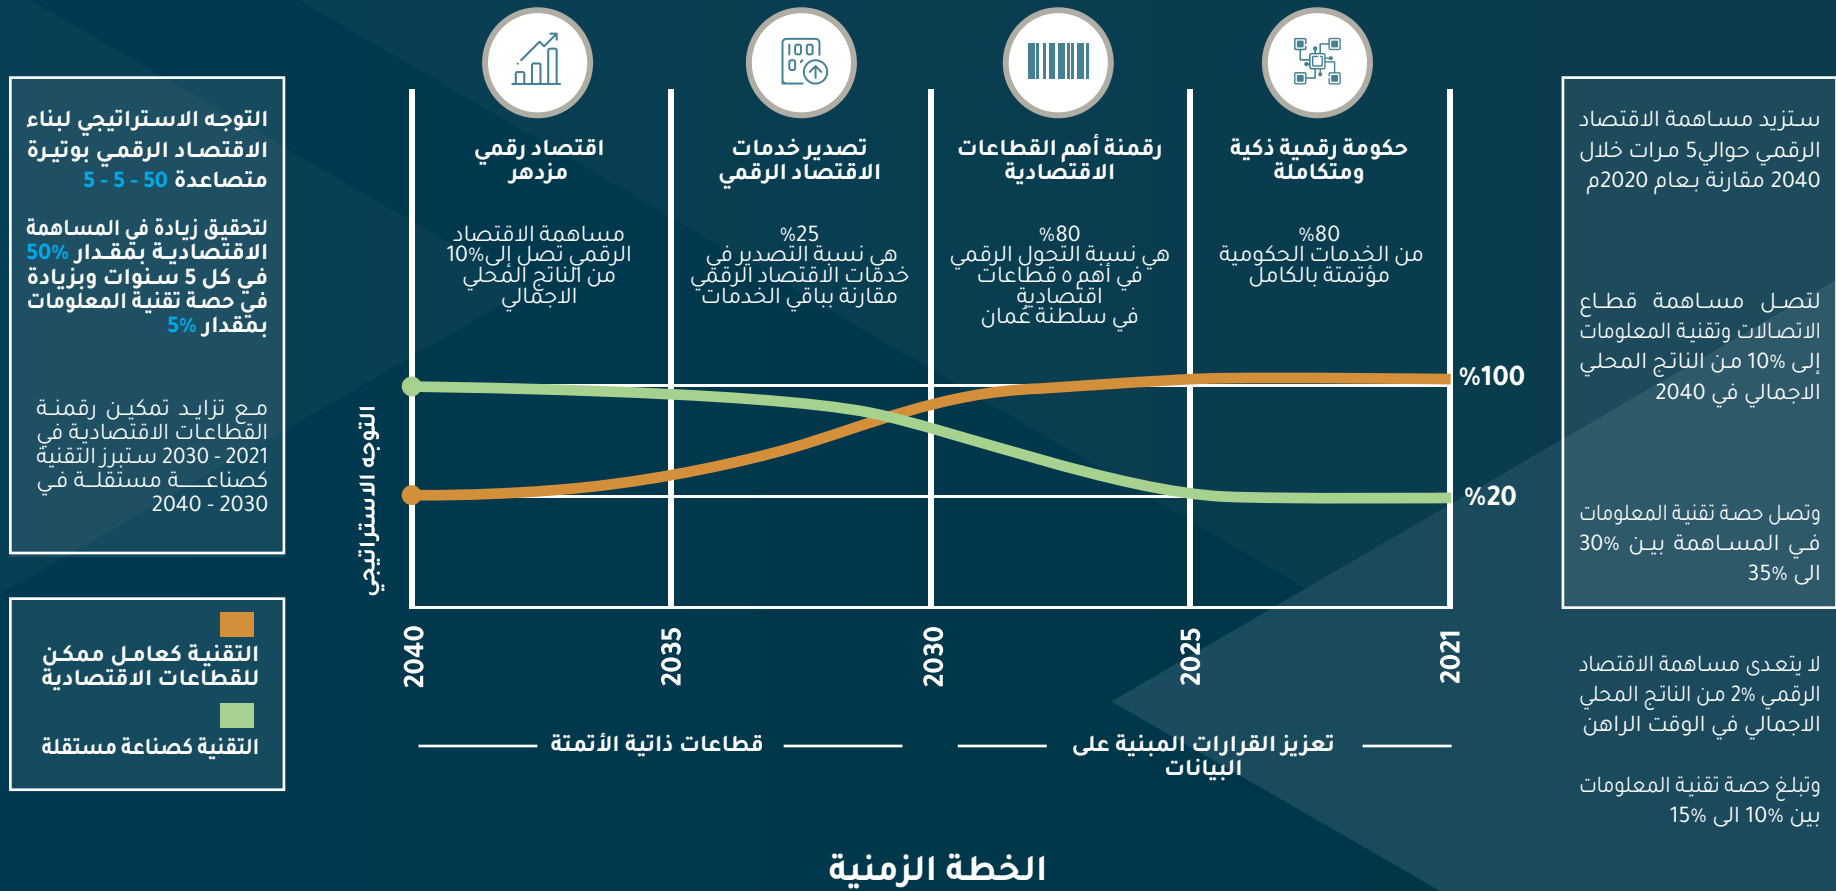 ستزيد مساهمة الاقتصاد
الرقمي حوالي5 مرات خلال
2040 مقارنة بعام 2020م
لتصل مساهمة قطاع
الاتصالات وتقنية المعلومات
إلى %10 من الناتج المحلي
الاجمالي في 2040
وتصل حصة تقنية المعلومات
في المساهمة بين %30
الى %35
لا يتعدى مساهمة الاقتصاد
الرقمي %2 من الناتج المحلي
الاجمالي في الوقت الراهن
وتبلغ حصة تقنية المعلومات
بين %10 الى %15
حكومة رقمية ذكية
ومتكاملة
%80
من الخدمات الحكومية
مؤتمتة بالكامل
رقمنة أهم القطاعات
الاقتصادية
%80
هي نسبة التحول الرقمي
في أهم ٥ قطاعات
اقتصادية
في سلطنة عُمان
تصدير خدمات
الاقتصاد الرقمي
%25
هي نسبة التصدير في
خدمات الاقتصاد الرقمي
مقارنة بباقي الخدمات
اقتصاد رقمي
مزدهر
مساهمة الاقتصاد
الرقمي تصل إلى%10
من الناتج المحلي
الاجمالي
%100
%20
التوجه الاستراتيجي
2021
2025
2030
2035
2040
تعزيز القرارات المبنية على
البيانات
قطاعات ذاتية الأتمتة
الخطة الزمنية
التوجه الاستراتيجي لبناء
الاقتصاد الرقمي بوتيرة
متصاعدة 50 - 5 - 5
لتحقيق زيادة في المساهمة
الاقتصادية بمقدار %50
في كل 5 سنوات وبزيادة
في حصة تقنية المعلومات
بمقدار %5
مع تزايد تمكين رقمنة
القطاعات الاقتصادية في
2021 - 2030 ستبرز التقنية
كصناعة مستقلة في
2030 - 2040
التقنية كعامل ممكن
للقطاعات الاقتصادية
التقنية كصناعة مستقلة